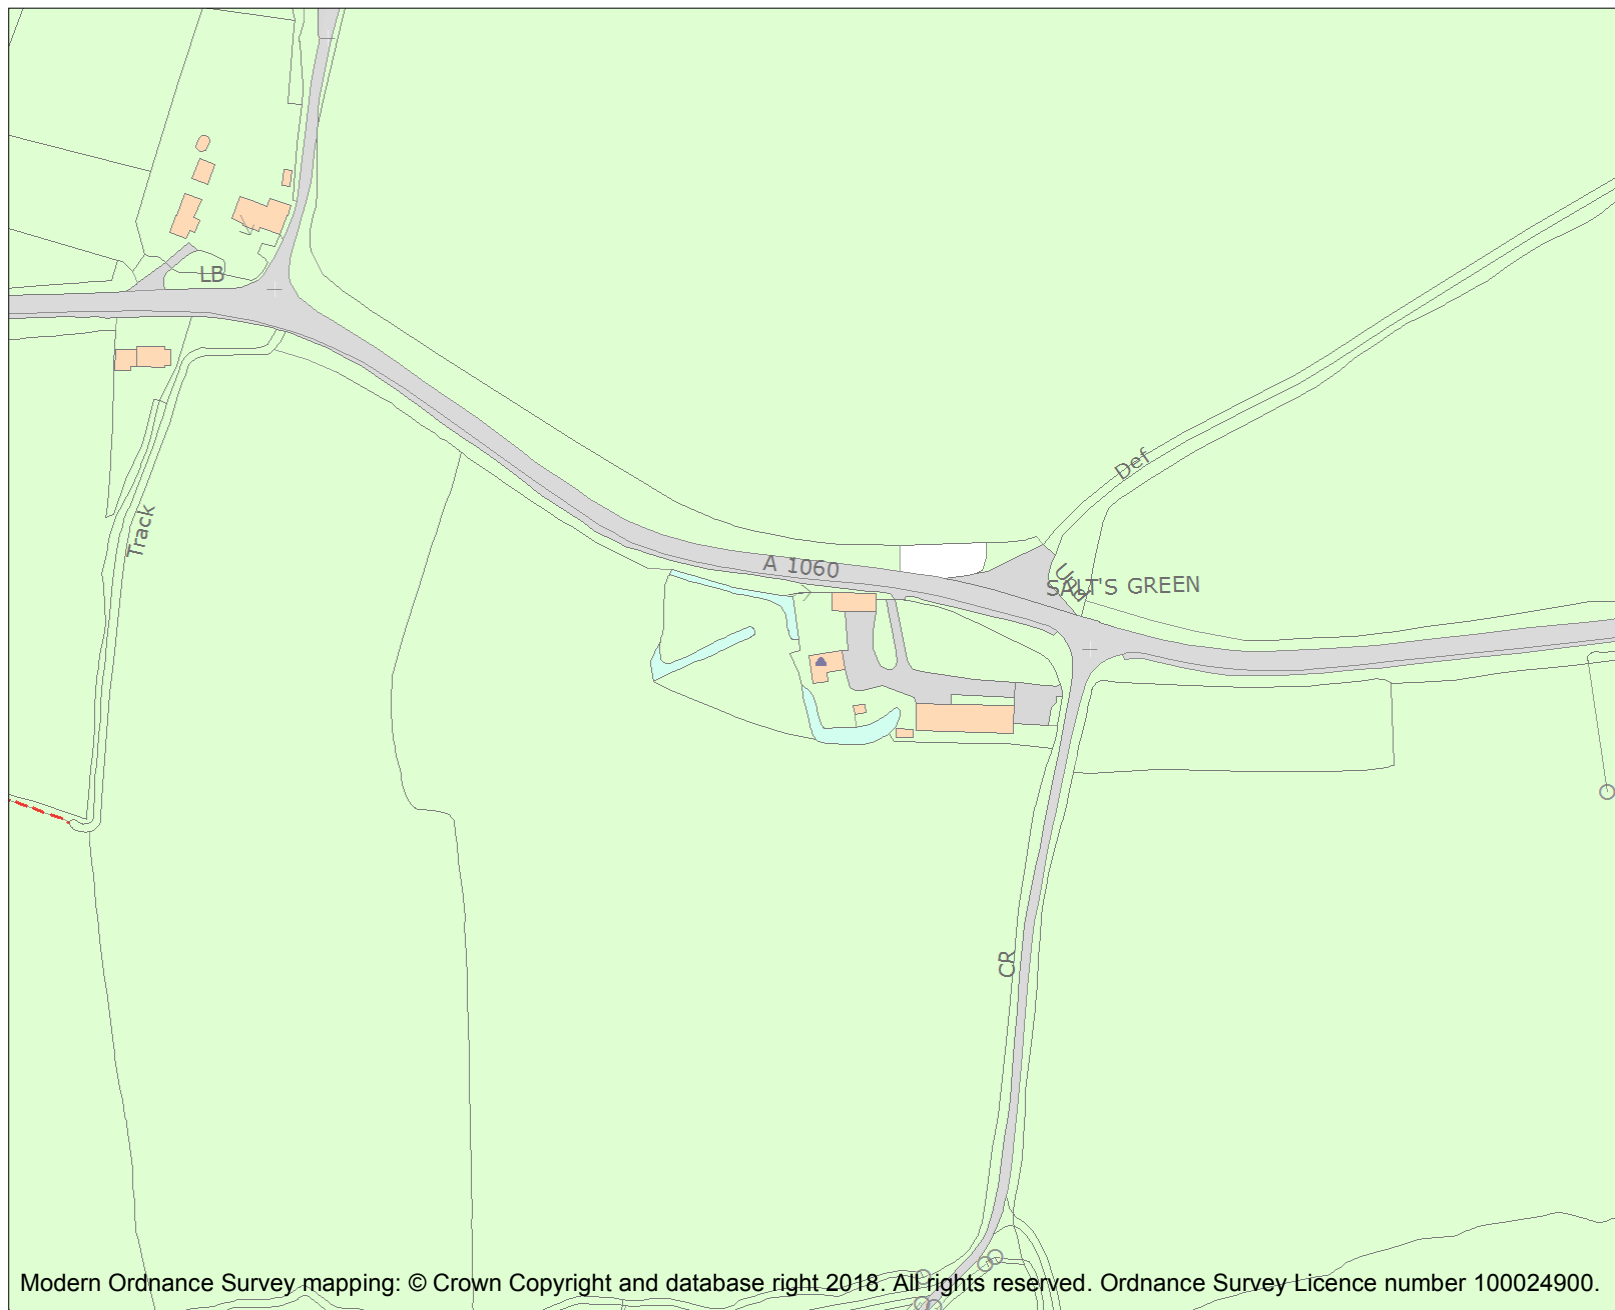 LB
Def
Track
A 1060
Und
SALT'S GREEN
CR
Modern Ordnance Survey mapping: © Crown Copyright and database right 2018. All rights reserved. Ordnance Survey Licence number 100024900.